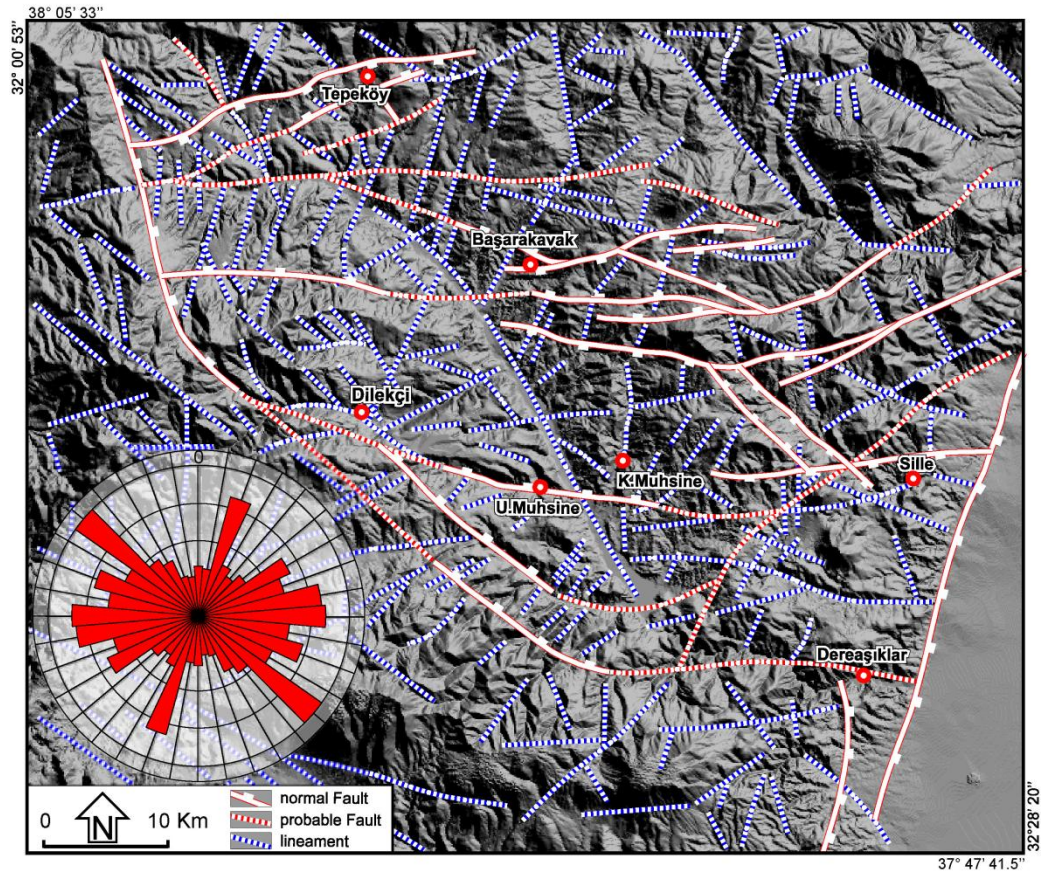 38° 05' 33"
32° 00' 53"
Tepeköy
Başarakavak
Dilekçi
K.Muhsine
Sille
U.Muhsine
0
Dereaşıklar
normal Fault
probable Fault
lineament
0 N 10 Km
32° 28' 20"
37° 47' 41.5"